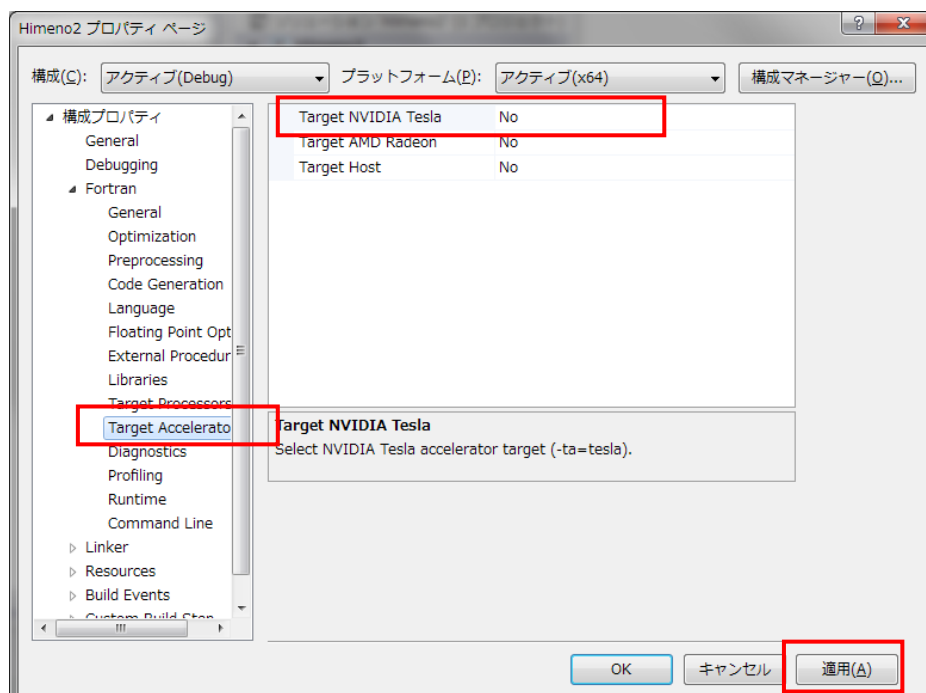 Himeno2 プロパティ ページ
構成(C): アクティブ(Debug) プラットフォーム(P): アクティブ(x64) 構成マネージャー(O)...
構成プロパティ
General
Debugging
Fortran
General
Optimization
Preprocessing
Code Generation
Language
Floating Point Opt
External Procedur
Libraries
Target Processors
Target Accelerato
Diagnostics
Profiling
Runtime
Command Line
Linker
Resources
Build Events
Custom Build Step
Target NVIDIA Tesla No
Target AMD Radeon No
Target Host No
Target NVIDIA Tesla
Select NVIDIA Tesla accelerator target (-ta=tesla).
OK キャンセル 適用(A)